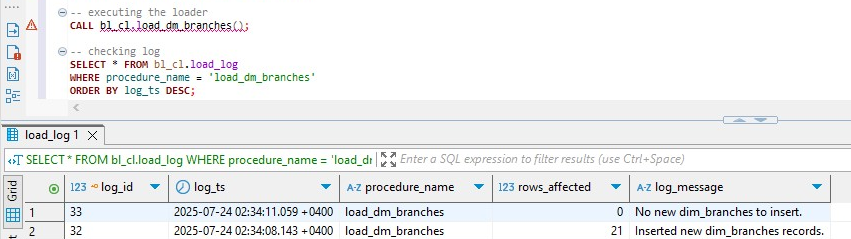 -- executing the loader
CALL bl_cl.load_dm_branches();
-- checking log
SELECT * FROM bl_cl.load_log
WHERE procedure_name = 'load_dm_branches'
ORDER BY log_ts DESC;
load_log 1
SELECT * FROM bl_cl.load_log WHERE procedure_name = 'load_dr Enter a SQL expression to filter results (use Ctrl+Space)
Grid
123 log_id log_ts A-Z procedure_name 123 rows_affected A-Z log_message
1 33 2025-07-24 02:34:11.059 +0400 load_dm_branches 0 No new dim_branches to insert.
2 32 2025-07-24 02:34:08.143 +0400 load_dm_branches 21 Inserted new dim_branches records.